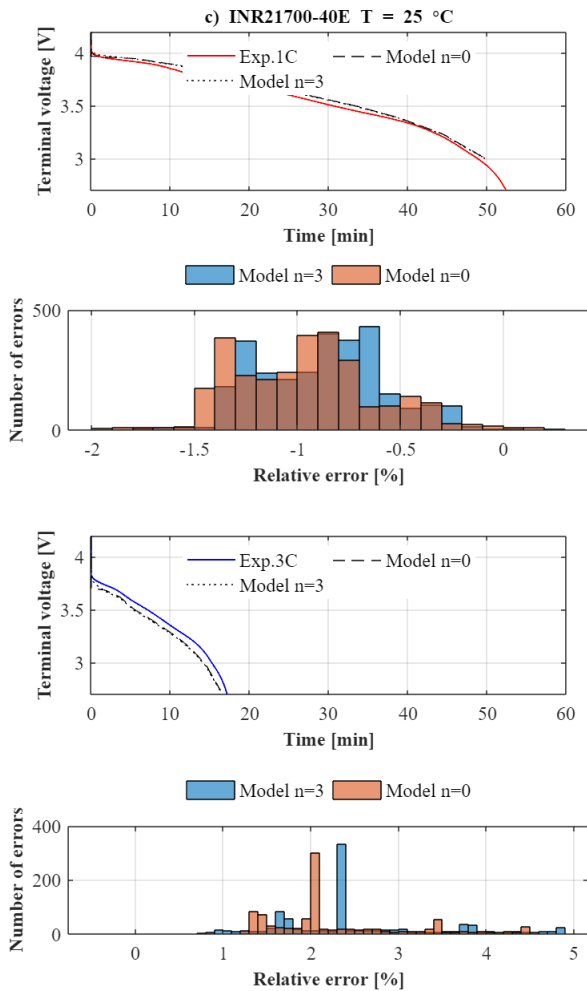 c) INR21700-40E T = 25 °C
Terminal voltage [V]
4
3.5
3
Exp.1C
Model n=0
Model n=3
0
10
20
30
40
50
60
Time [min]
Model n=3
Model n=0
Number of errors
500
0
-2
-1.5
-1
-0.5
0
Relative error [%]
Terminal voltage [V]
4
3.5
3
Exp.3C
Model n=0
Model n=3
0
10
20
30
40
50
60
Time [min]
Model n=3
Model n=0
Number of errors
400
200
0
0
1
2
3
4
5
Relative error [%]